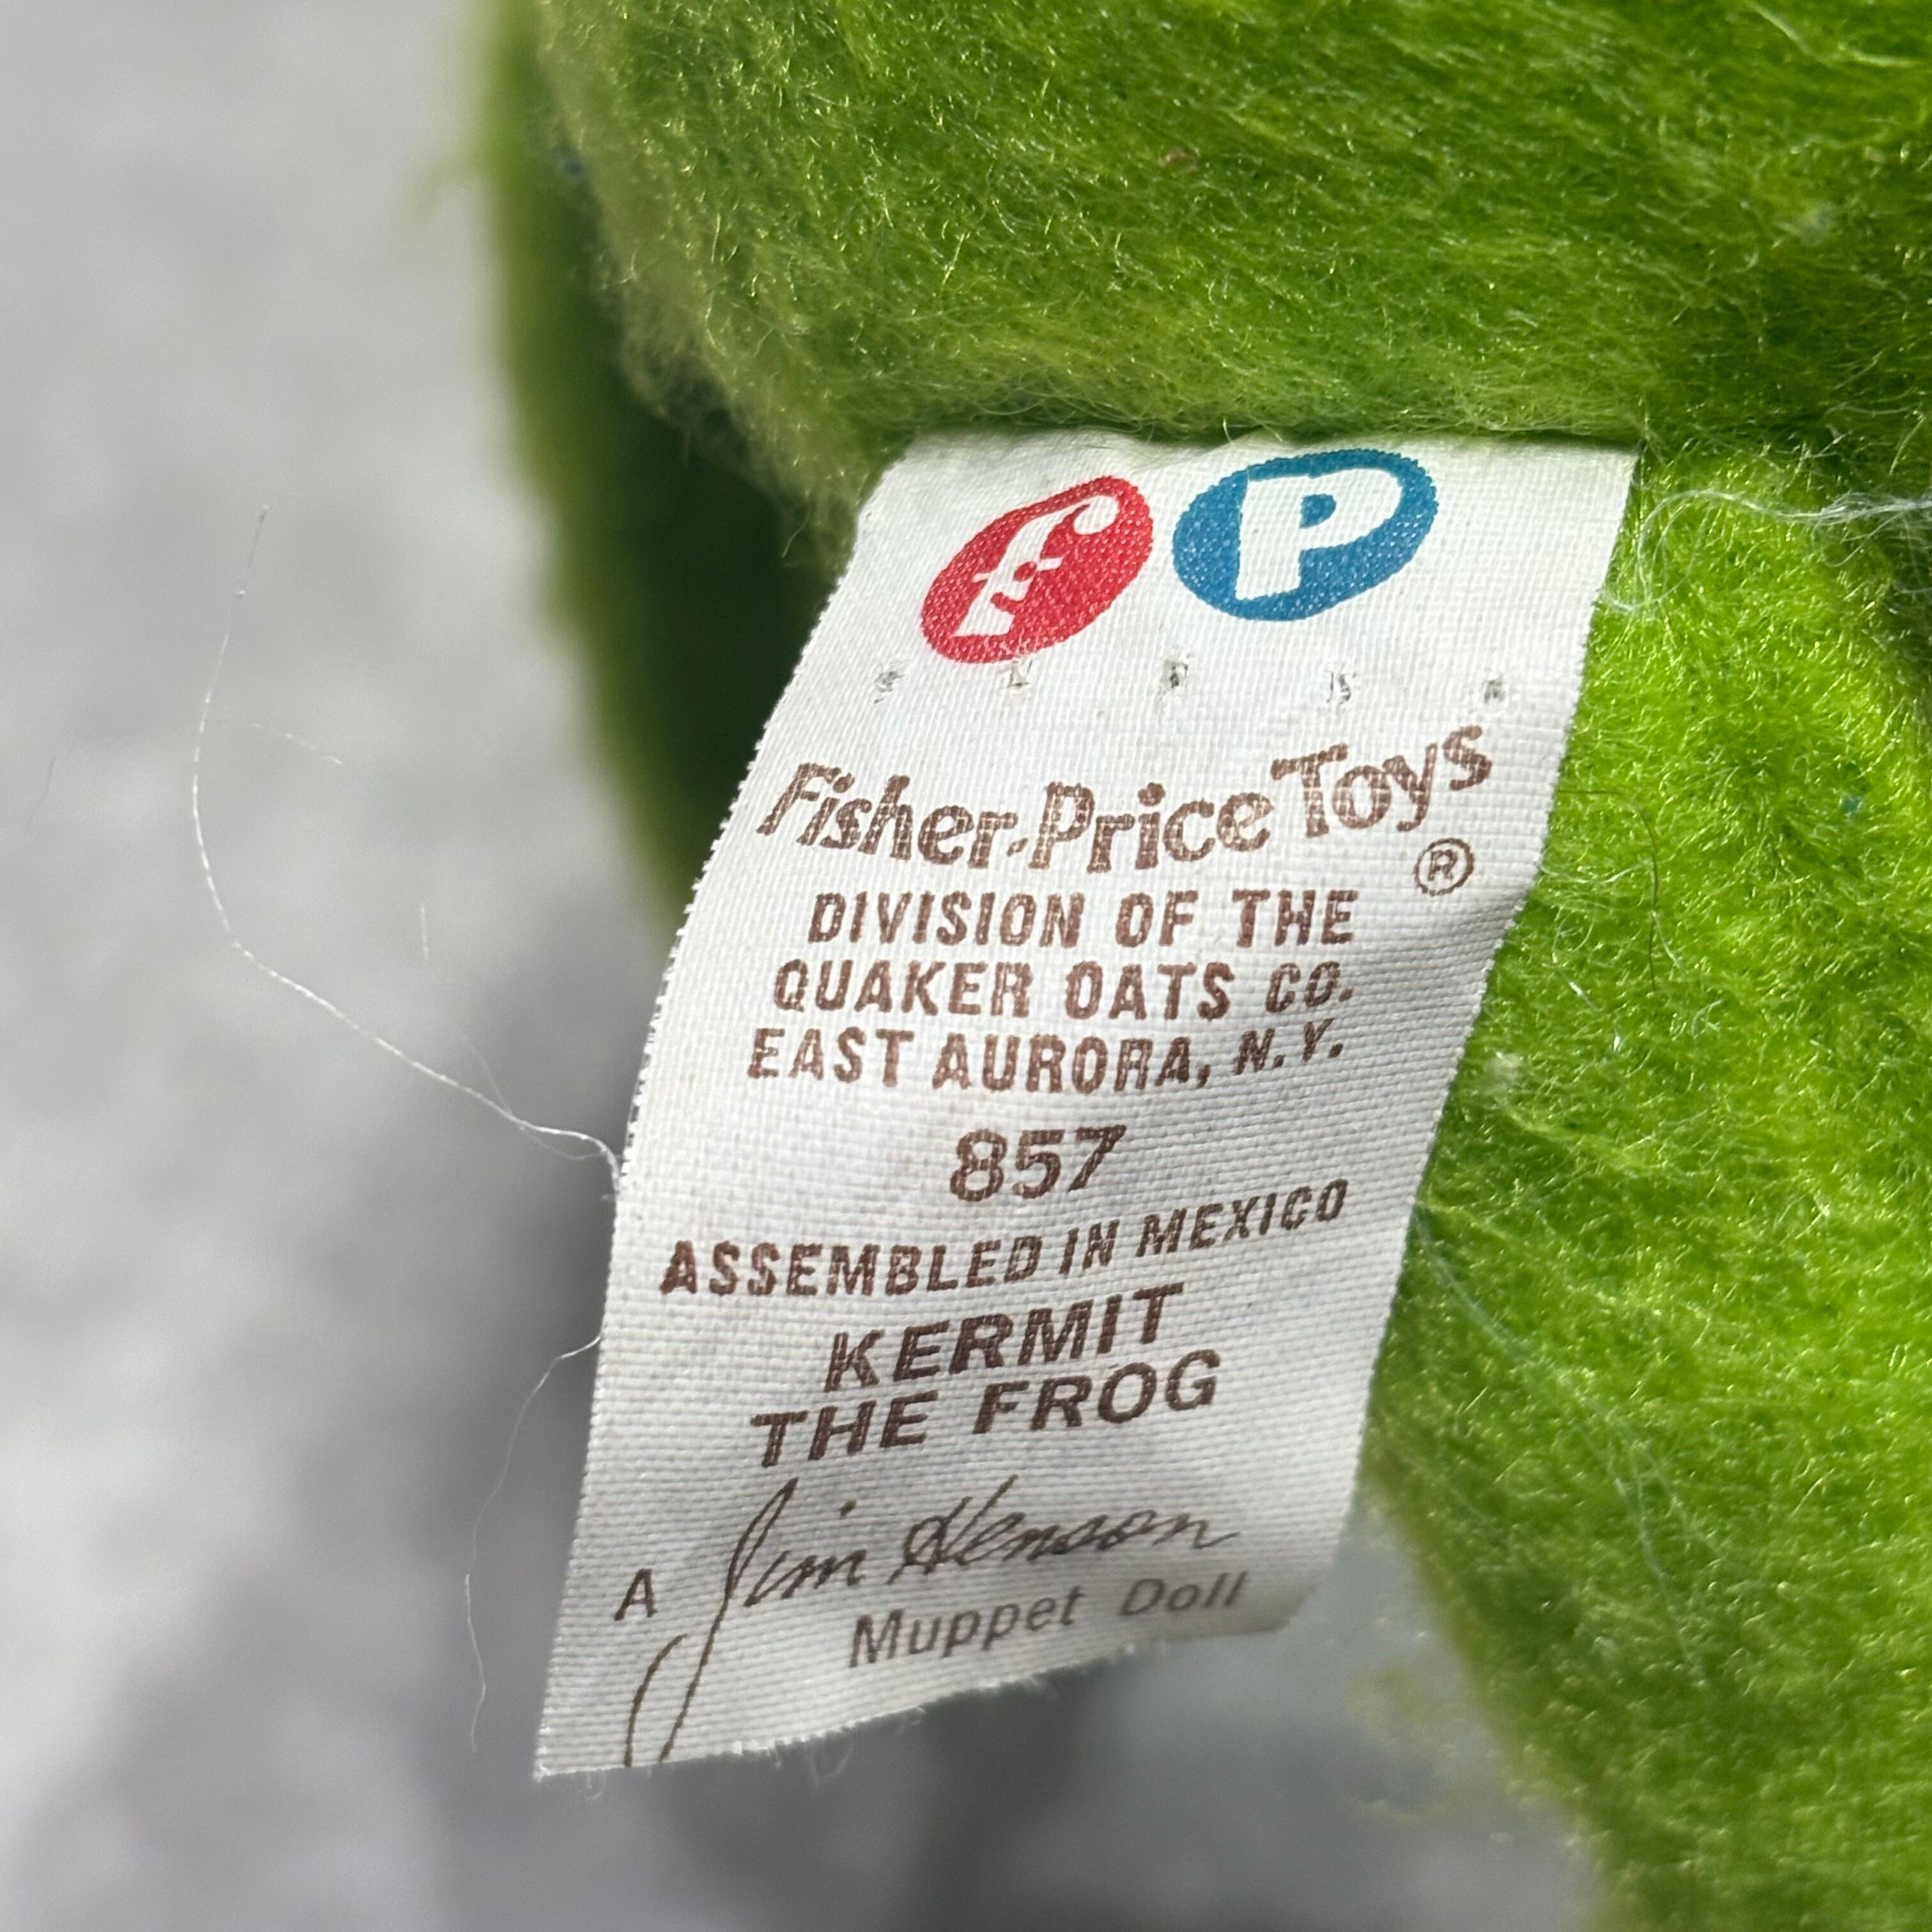 f P
Fisher-Price Toys
®
DIVISION OF THE
QUAKER OATS CO.
EAST AURORA, N.Y.
857
ASSEMBLED IN MEXICO
KERMIT
THE FROG
A Jim Henson
Muppet Doll